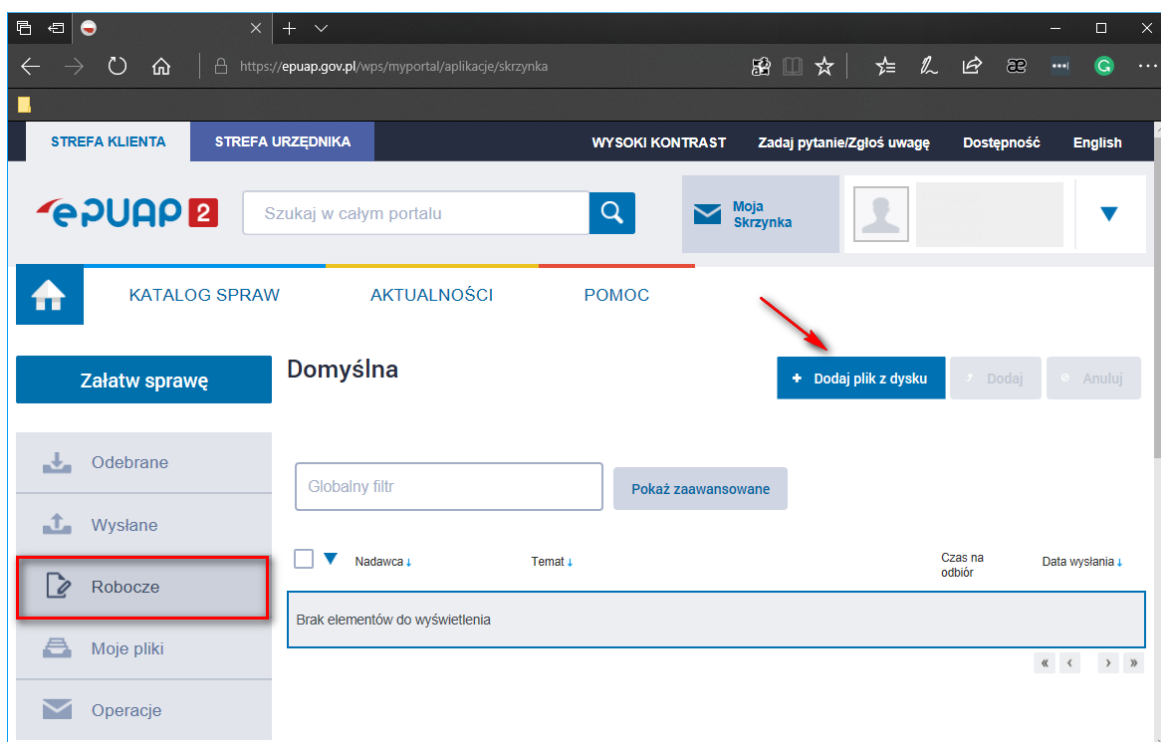 https://epuap.gov.pl/wps/myportal/aplikacje/skrzynka
STREFA KLIENTA
STREFA URZĘDNIKA
WYSOKI KONTRAST
Zadaj pytanie/Zgłoś uwagę
Dostępność
English
ePUAP 2
Szukaj w całym portalu
Moja
Skrzynka
KATALOG SPRAW
AKTUALNOŚCI
POMOC
Załatw sprawę
Domyślna
+ Dodaj plik z dysku
Dodaj
Anuluj
Odebrane
Wysłane
Robocze
Moje pliki
Operacje
Globalny filtr
Pokaż zaawansowane
Nadawca ↓
Temat ↓
Czas na
odbiór
Data wysłania ↓
Brak elementów do wyświetlenia
« ‹ › »